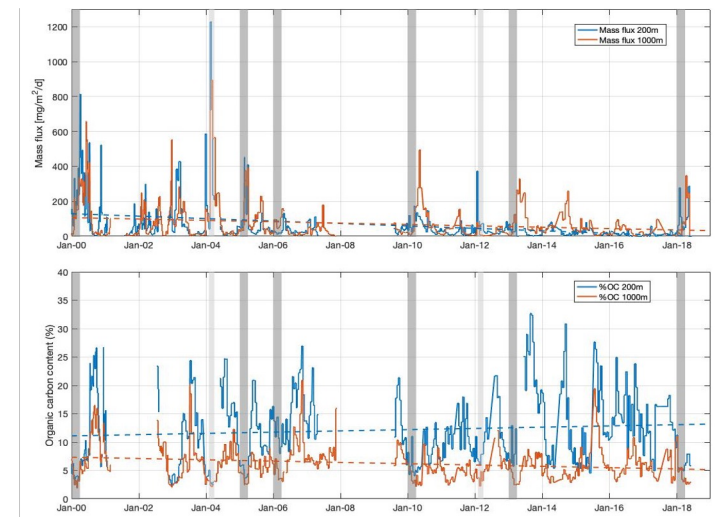 Mass flux [mg/m²/d]
1200
1000
800
600
400
200
0
Mass flux 200m
Mass flux 1000m
Jan-00 Jan-02 Jan-04 Jan-06 Jan-08 Jan-10 Jan-12 Jan-14 Jan-16 Jan-18
Organic carbon content (%)
40
35
30
25
20
15
10
5
0
%OC 200m
%OC 1000m
Jan-00 Jan-02 Jan-04 Jan-06 Jan-08 Jan-10 Jan-12 Jan-14 Jan-16 Jan-18